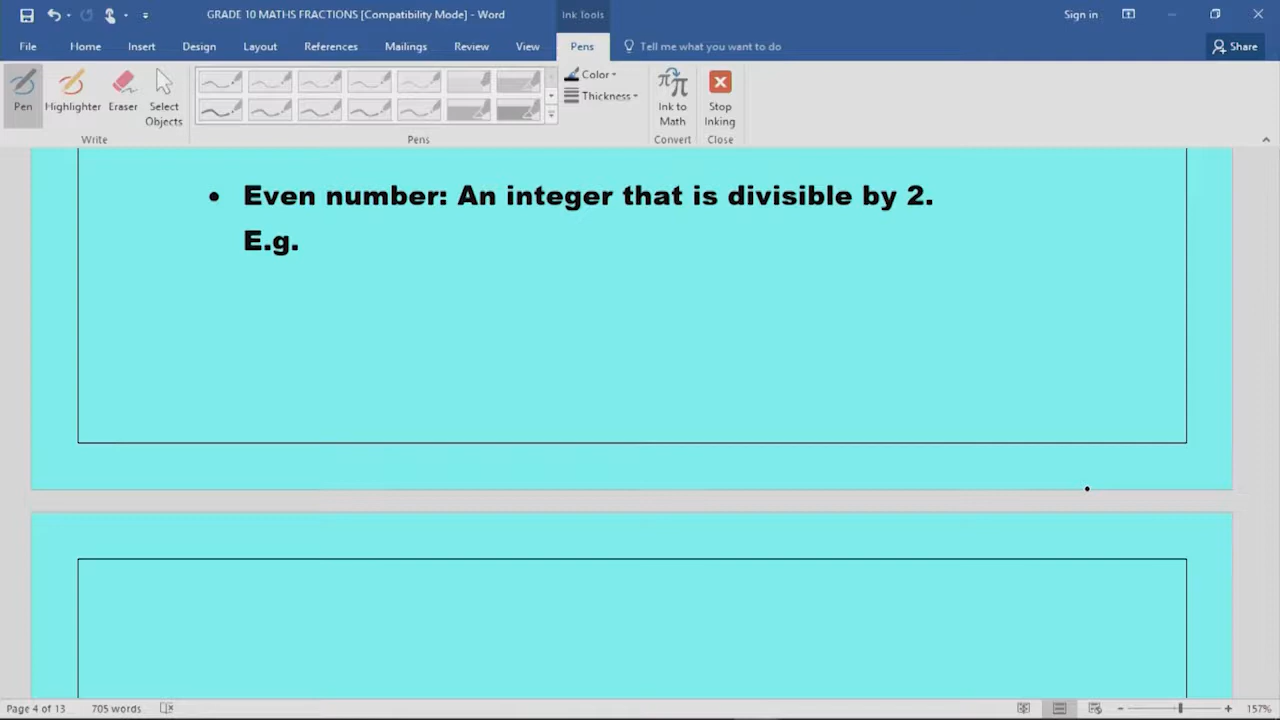 GRADE 10 MATHS FRACTIONS [Compatibility Mode] - Word
Ink Tools
Sign in
File
Home
Insert
Design
Layout
References
Mailings
Review
View
Pens
Tell me what you want to do
Share
Pen
Highlighter
Eraser
Select
Objects
Color
Thickness
Ink to
Math
Stop
Inking
Write
Pens
Convert
Close
• Even number: An integer that is divisible by 2.
E.g.
Page 4 of 13
705 words
157%